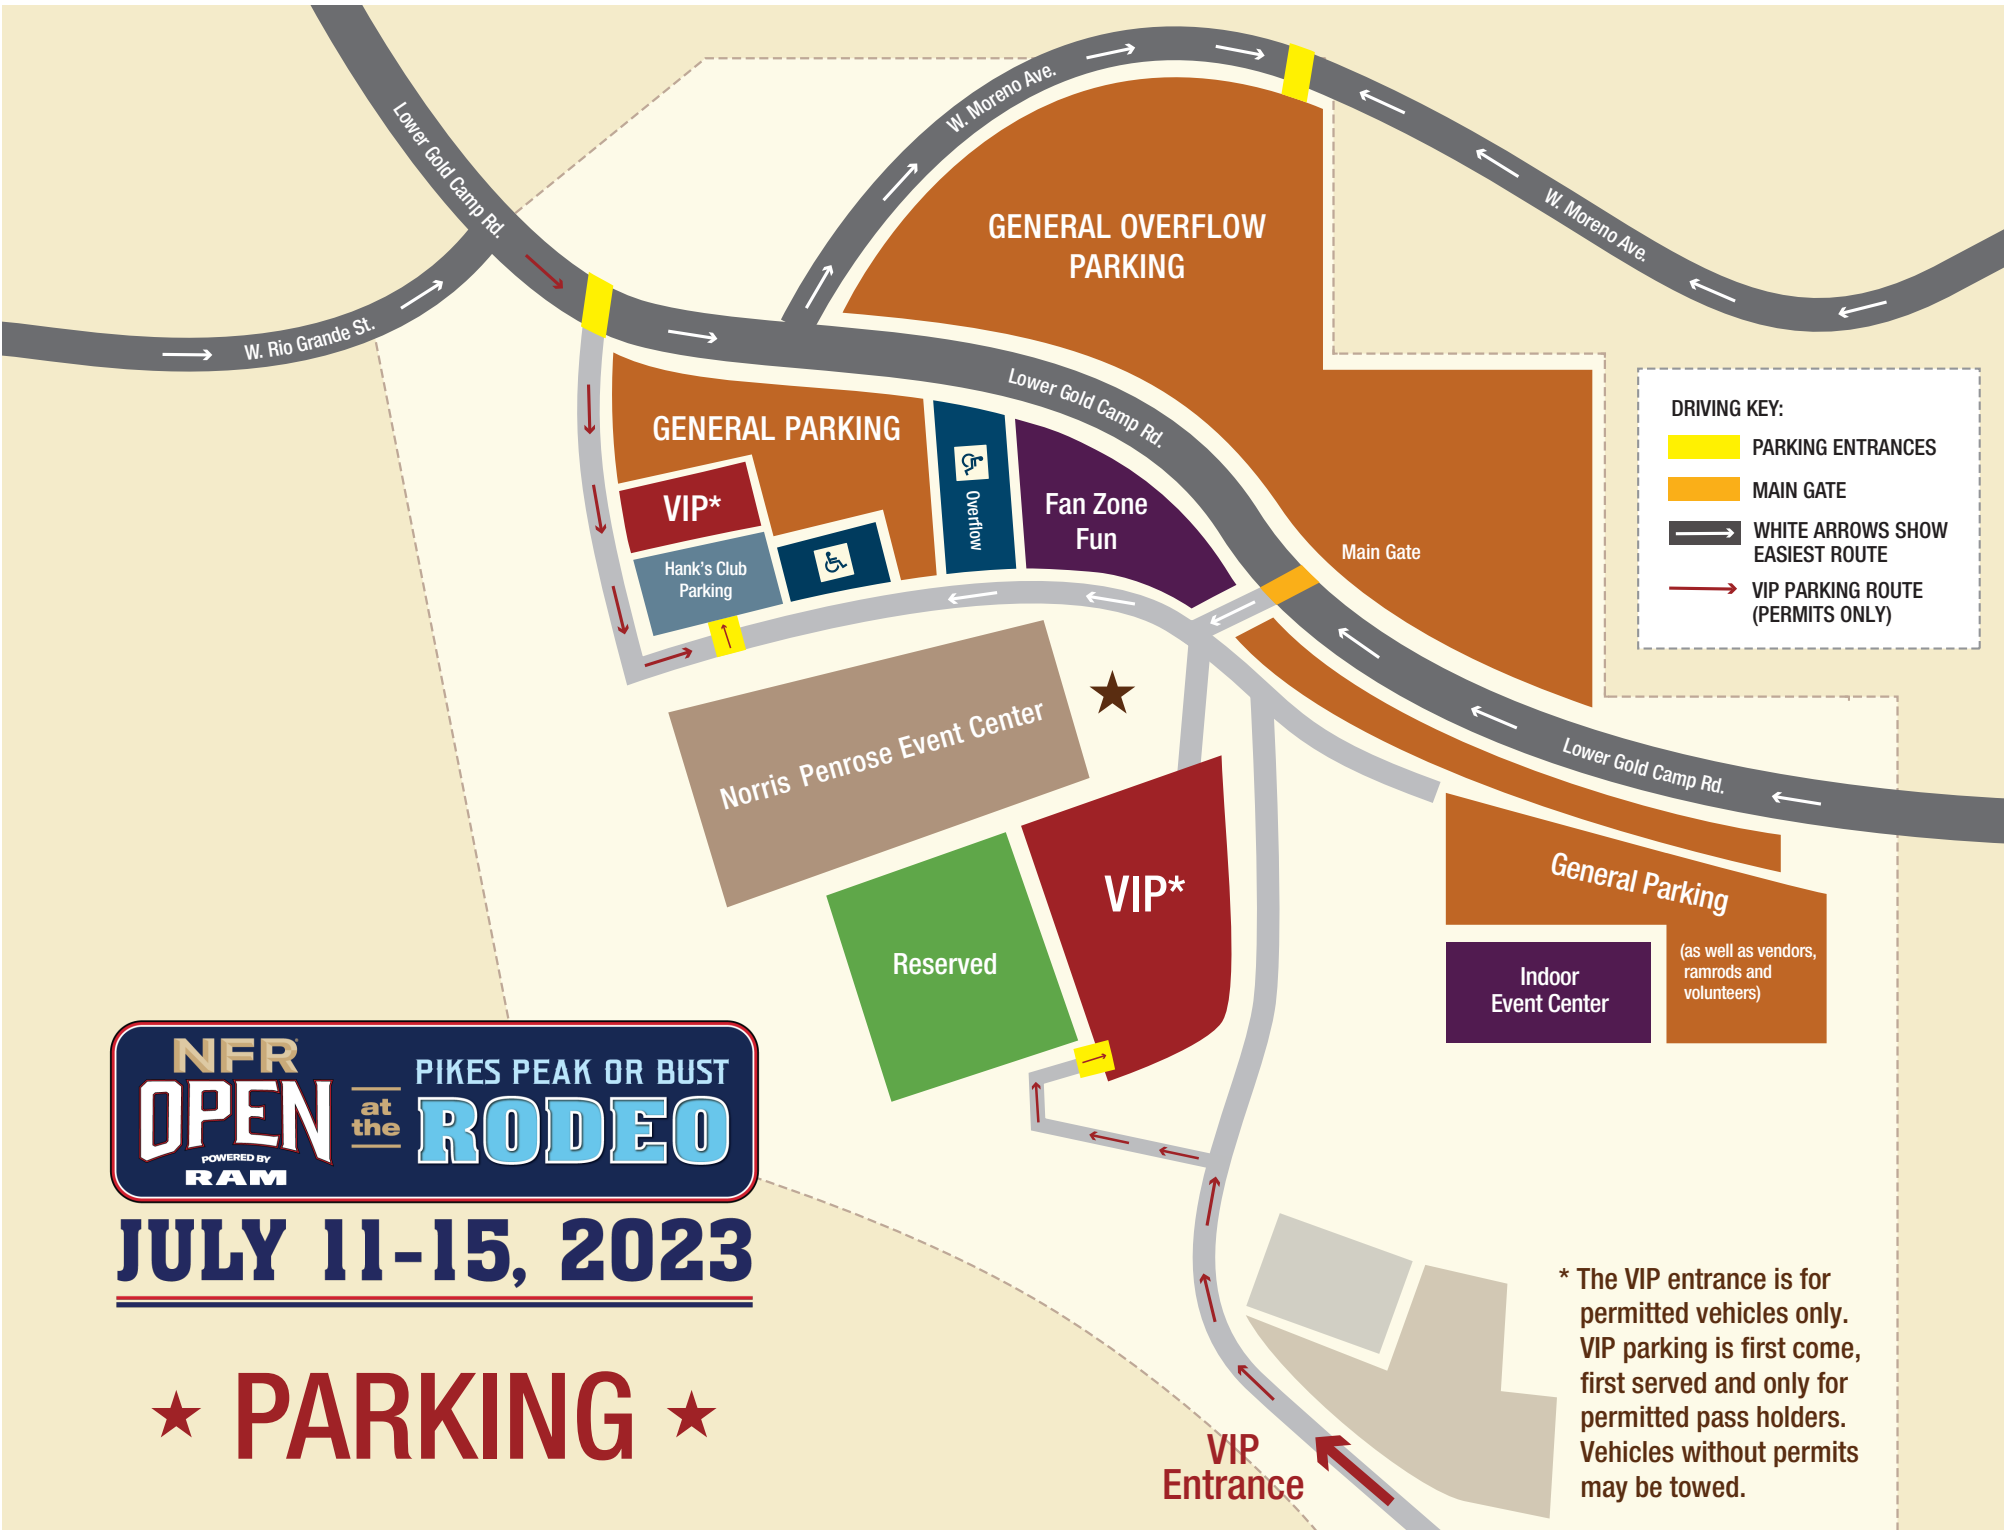 W. Moreno Ave.
Lower Gold Camp Rd.
W. Moreno Ave.
GENERAL OVERFLOW
PARKING
W. Rio Grande St.
Lower Gold Camp Rd.
DRIVING KEY:
PARKING ENTRANCES
MAIN GATE
WHITE ARROWS SHOW
EASIEST ROUTE
VIP PARKING ROUTE
(PERMITS ONLY)
GENERAL PARKING
VIP*
Overflow
Fan Zone
Fun
Main Gate
Hank's Club
Parking
Norris Penrose Event Center
Lower Gold Camp Rd.
VIP*
General Parking
(as well as vendors,
ramrods and
volunteers)
Reserved
Indoor
Event Center
NFR
OPEN
POWERED BY
RAM
at
the
PIKES PEAK OR BUST
RODEO
JULY 11-15, 2023
PARKING
VIP
Entrance
* The VIP entrance is for
permitted vehicles only.
VIP parking is first come,
first served and only for
permitted pass holders.
Vehicles without permits
may be towed.